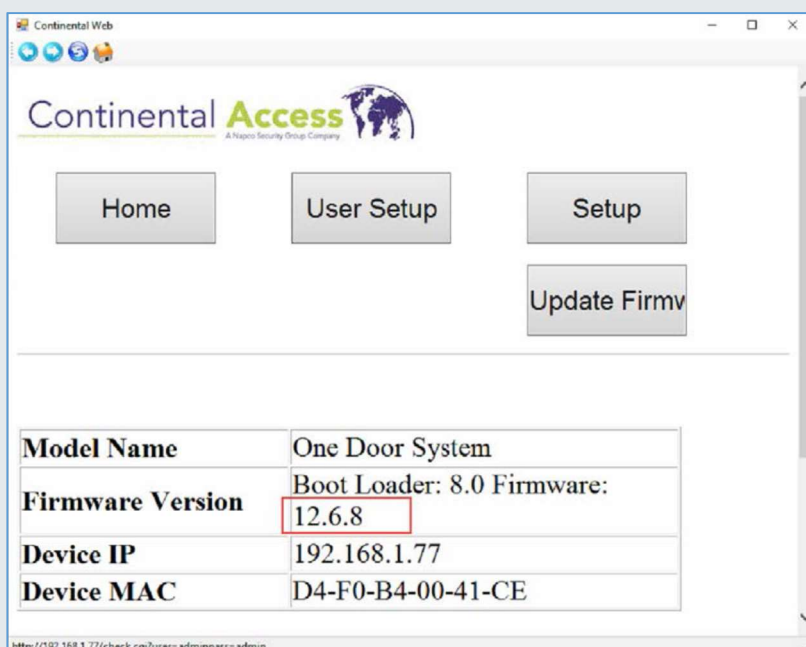 Continental Web
Continental Access
A Napco Security Group Company
Home
User Setup
Setup
Update Firmw
Model Name
One Door System
Firmware Version
Boot Loader: 8.0 Firmware:
12.6.8
Device IP
192.168.1.77
Device MAC
D4-F0-B4-00-41-CE